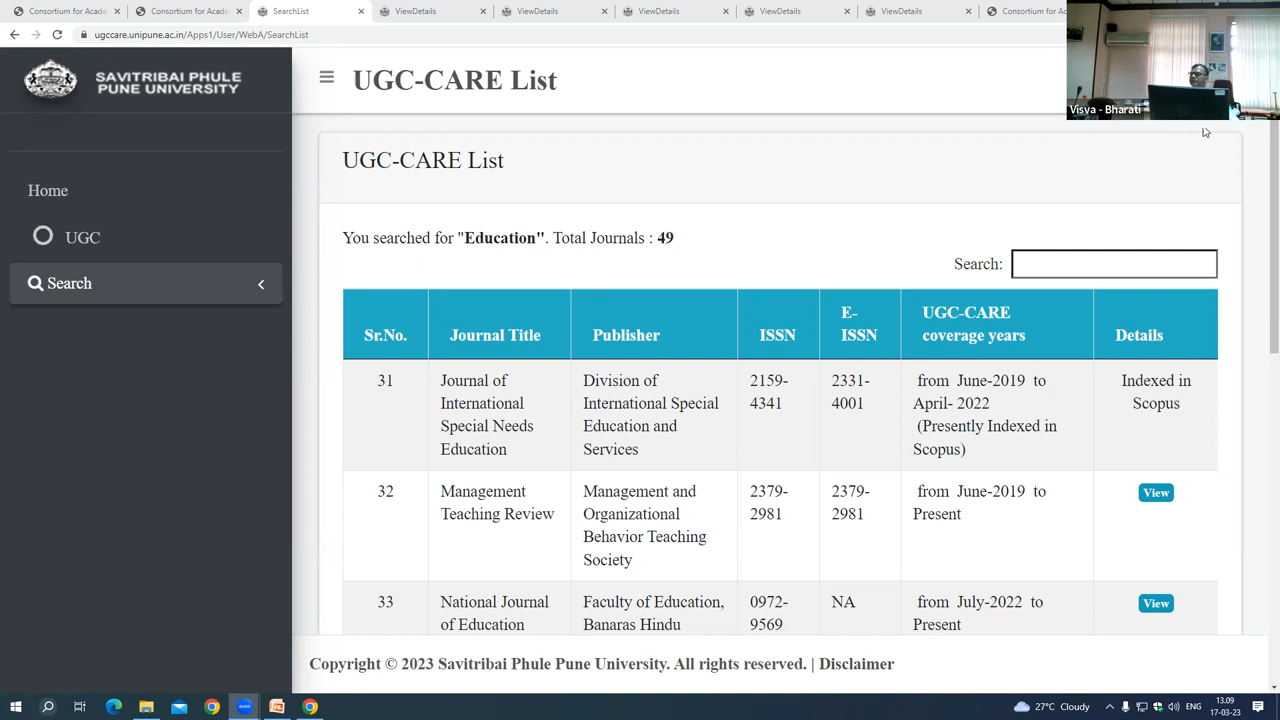 Consortium for Acade
Consortium for Acade
SearchList
ViewDetails
ViewDetails
ViewDetails
ViewDetails
ViewDetails
Consortium for Ac
ugccare.unipune.ac.in/Apps1/User/WebA/SearchList
Visva - Bharati
SAVITRIBAI PHULE
PUNE UNIVERSITY
Home
UGC
Search
UGC-CARE List
UGC-CARE List
You searched for "Education". Total Journals : 49
Search:
Sr.No. Journal Title Publisher ISSN E-ISSN UGC-CARE coverage years Details
31 Journal of International Special Needs Education Division of International Special Education and Services 2159-4341 2331-4001 from June-2019 to April- 2022 (Presently Indexed in Scopus) Indexed in Scopus
32 Management Teaching Review Management and Organizational Behavior Teaching Society 2379-2981 2379-2981 from June-2019 to Present View
33 National Journal of Education Faculty of Education, Banaras Hindu 0972-9569 NA from July-2022 to Present View
Copyright © 2023 Savitribai Phule Pune University. All rights reserved. | Disclaimer
27°C Cloudy
ENG
13.09
17-03-23